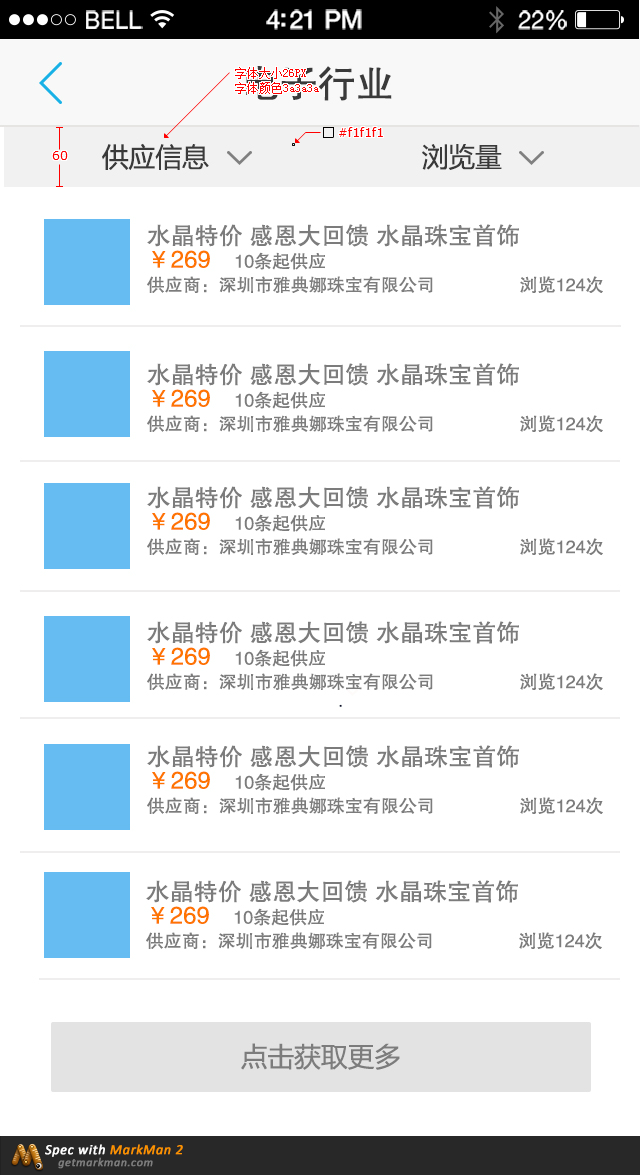 BELL 4:21 PM 22%
字体大小26PX
电子行业
字体颜色3a3a3a
#f1f1f1
60
供应信息 浏览量
水晶特价 感恩大回馈 水晶珠宝首饰
￥269 10条起供应
供应商：深圳市雅典娜珠宝有限公司 浏览124次
水晶特价 感恩大回馈 水晶珠宝首饰
￥269 10条起供应
供应商：深圳市雅典娜珠宝有限公司 浏览124次
水晶特价 感恩大回馈 水晶珠宝首饰
￥269 10条起供应
供应商：深圳市雅典娜珠宝有限公司 浏览124次
水晶特价 感恩大回馈 水晶珠宝首饰
￥269 10条起供应
供应商：深圳市雅典娜珠宝有限公司 浏览124次
水晶特价 感恩大回馈 水晶珠宝首饰
￥269 10条起供应
供应商：深圳市雅典娜珠宝有限公司 浏览124次
水晶特价 感恩大回馈 水晶珠宝首饰
￥269 10条起供应
供应商：深圳市雅典娜珠宝有限公司 浏览124次
点击获取更多
Spec with MarkMan 2
getmarkman.com